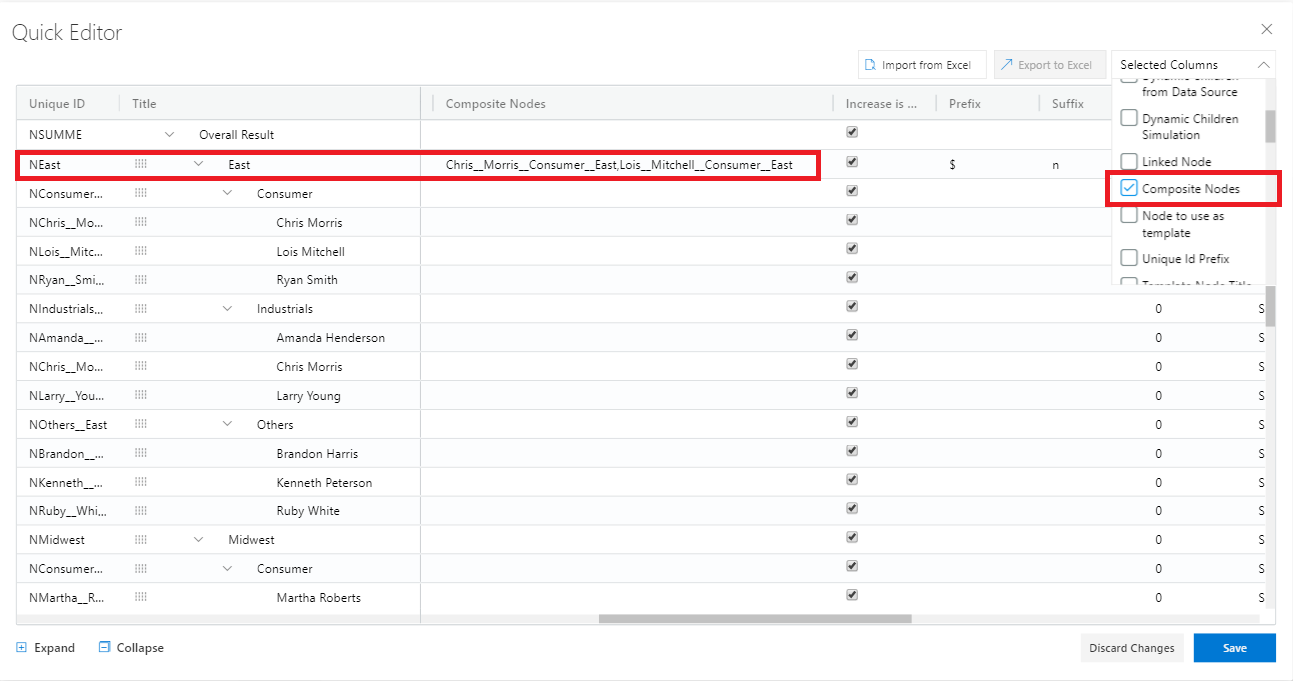 Quick Editor
Import from Excel
Export to Excel
Selected Columns
Dynamic Children
from Data Source
Dynamic Children
Simulation
Linked Node
Composite Nodes
Node to use as
template
Unique Id Prefix
Template Node Title
Unique ID Title Composite Nodes Increase is ... Prefix Suffix
NSUMME Overall Result
NEast East Chris__Morris__Consumer__East,Lois__Mitchell__Consumer__East $ n
NConsumer... Consumer
NChris__Mo... Chris Morris
NLois__Mitc... Lois Mitchell
NRyan__Smi... Ryan Smith
NIndustrials... Industrials 0 S
NAmanda__... Amanda Henderson 0 S
NChris__Mo... Chris Morris 0 S
NLarry__You... Larry Young 0 S
NOthers__East Others 0 S
NBrandon__... Brandon Harris 0 S
NKenneth__... Kenneth Peterson 0 S
NRuby__Whi... Ruby White 0 S
NMidwest Midwest 0 S
NConsumer... Consumer 0 S
NMartha__R... Martha Roberts 0 S
Expand Collapse Discard Changes Save